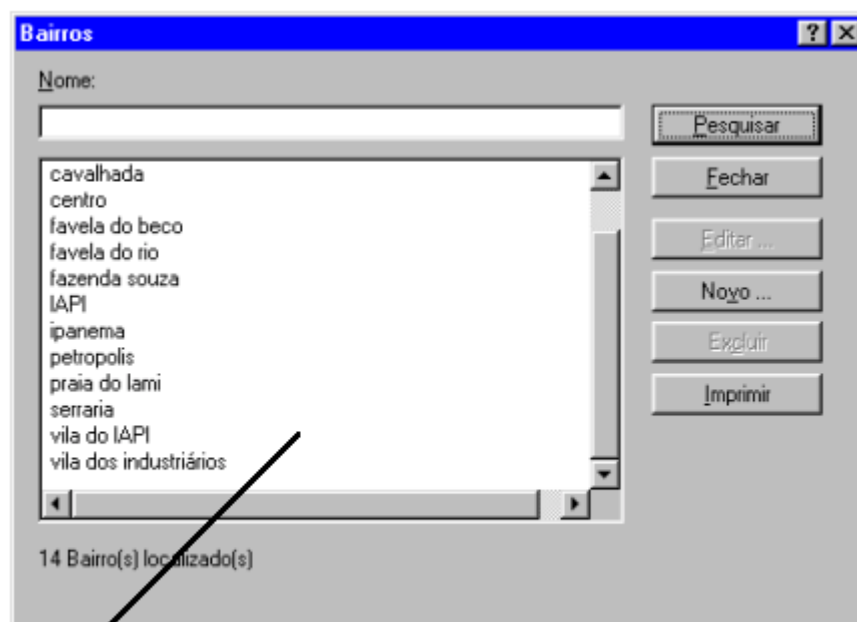 Bairros
Nome:
Pesquisar
cavalhada
Fechar
centro
favela do beco
Editar ...
favela do rio
fazenda souza
Novo ...
IAPI
ipanema
Excluir
petropolis
praia do lami
Imprimir
serraria
vila do IAPI
vila dos industriários
14 Bairro(s) localizado(s)